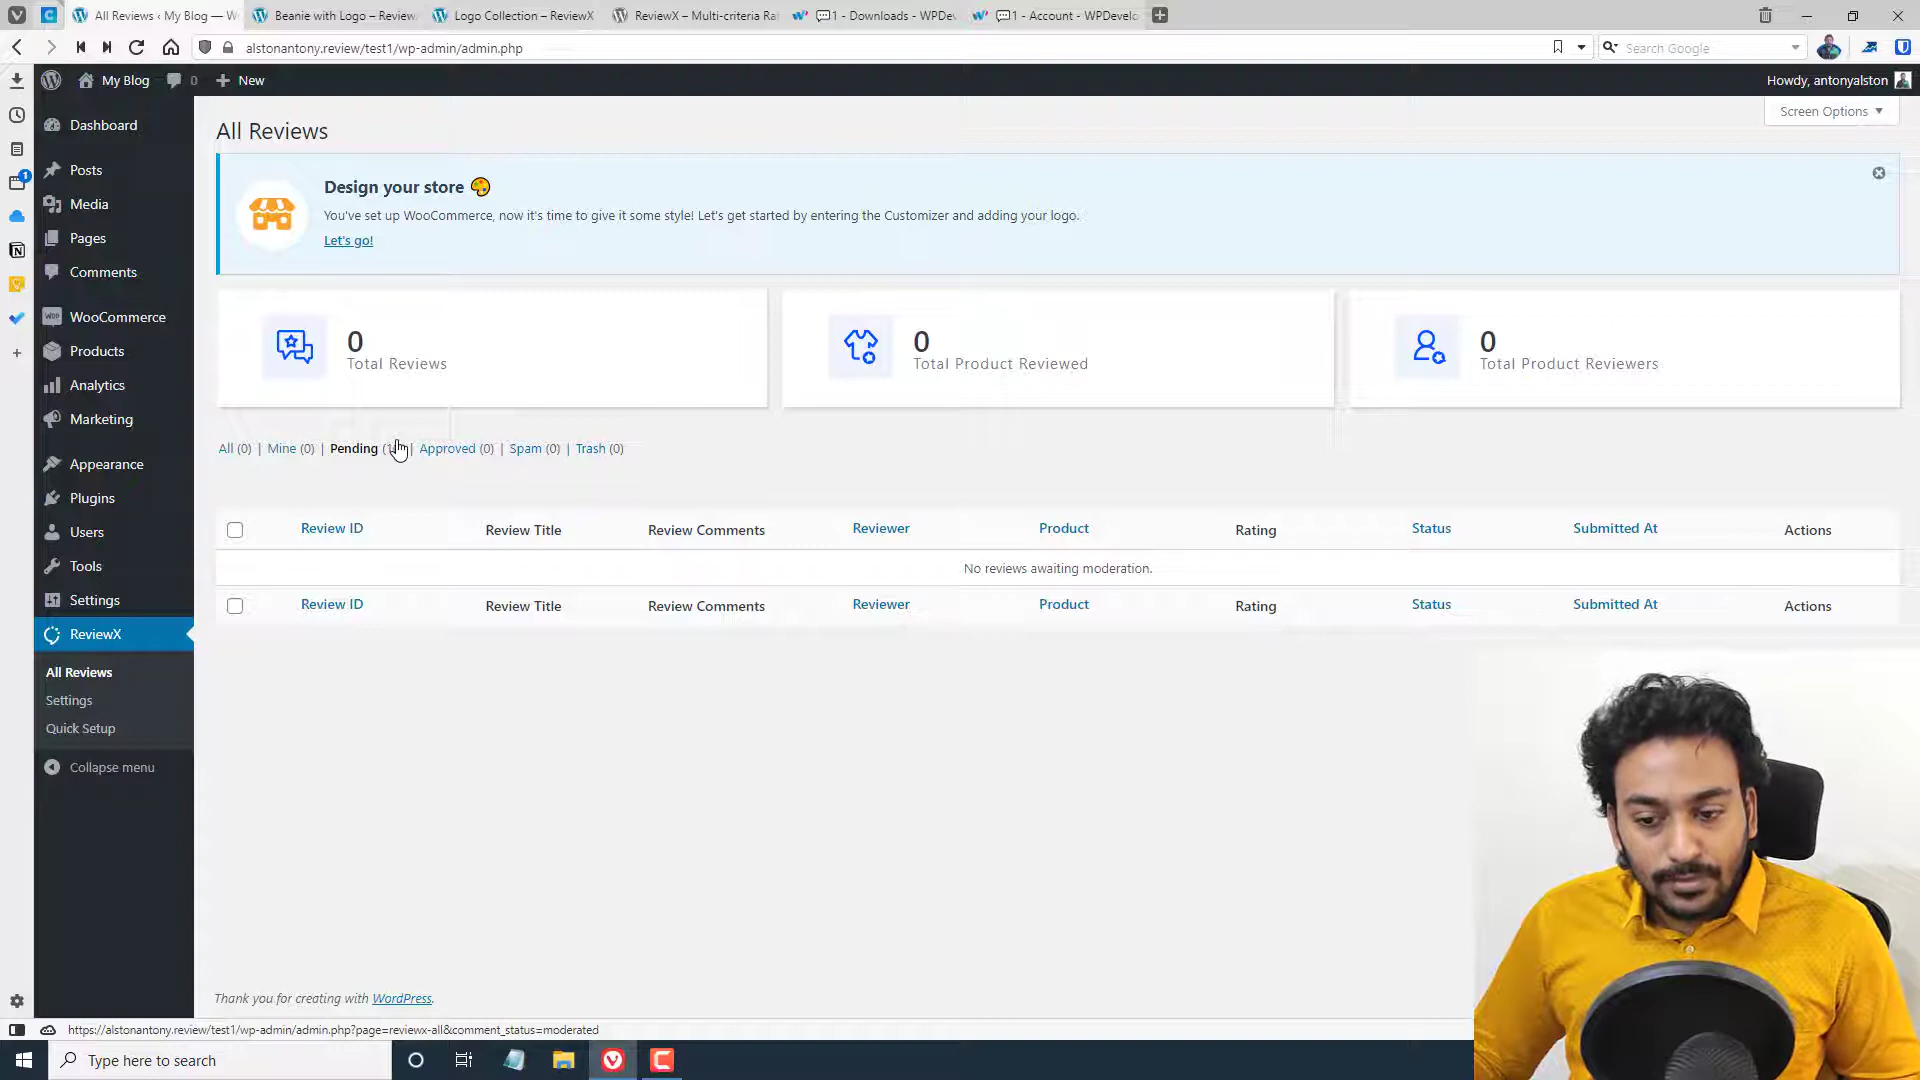 All Reviews ‹ My Blog — W
Beanie with Logo – Review
Logo Collection – ReviewX
ReviewX – Multi-criteria Ra
1 - Downloads - WPDev
1 - Account - WPDevelo
alstonantony.review/test1/wp-admin/admin.php
Search Google
My Blog
0
New
Howdy, antonyalston
Dashboard
Posts
Media
Pages
Comments
WooCommerce
Products
Analytics
Marketing
Appearance
Plugins
Users
Tools
Settings
ReviewX
All Reviews
Settings
Quick Setup
Collapse menu
All Reviews
Screen Options
Design your store
You've set up WooCommerce, now it's time to give it some style! Let's get started by entering the Customizer and adding your logo.
Let's go!
0
Total Reviews
0
Total Product Reviewed
0
Total Product Reviewers
All (0) | Mine (0) | Pending | Approved (0) | Spam (0) | Trash (0)
Review ID Review Title Review Comments Reviewer Product Rating Status Submitted At Actions
No reviews awaiting moderation.
Review ID Review Title Review Comments Reviewer Product Rating Status Submitted At Actions
Thank you for creating with WordPress.
https://alstonantony.review/test1/wp-admin/admin.php?page=reviewx-all&comment_status=moderated
Type here to search